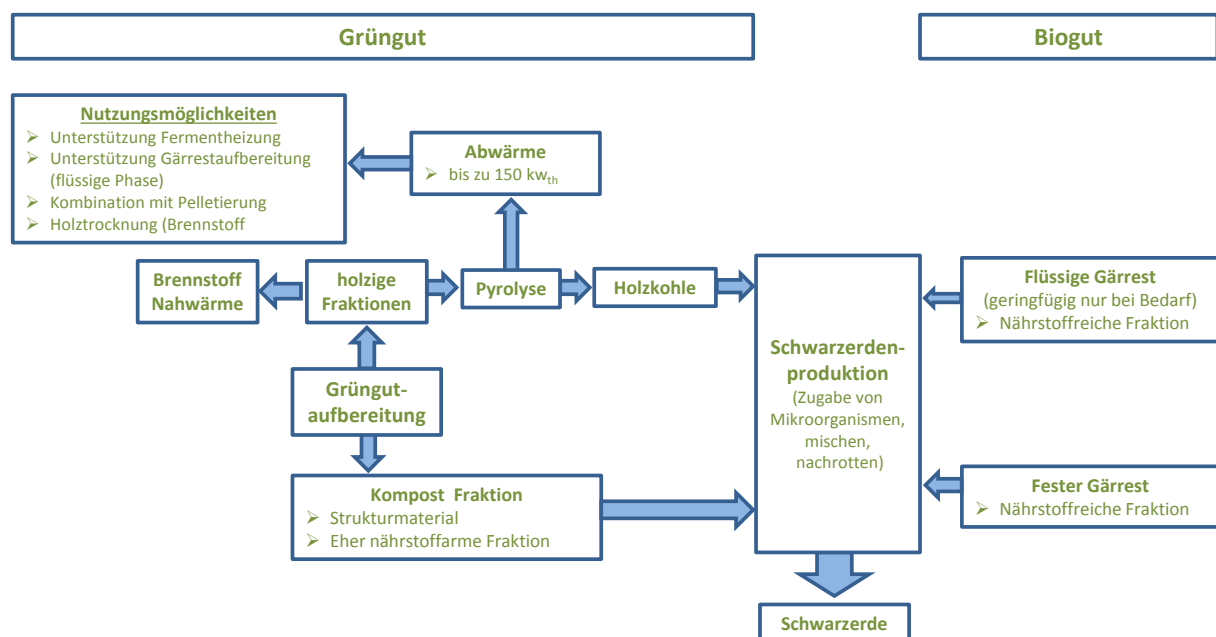 Grüngut
Biogut
Nutzungsmöglichkeiten
➢ Unterstützung Fermentheizung
➢ Unterstützung Gärrestaufbereitung
(flüssige Phase)
➢ Kombination mit Pelletierung
➢ Holztrocknung (Brennstoff
Abwärme
➢ bis zu 150 kw_th
Brennstoff
Nahwärme
holzige
Fraktionen
Pyrolyse
Holzkohle
Grüngut-
aufbereitung
Kompost Fraktion
➢ Strukturmaterial
➢ Eher nährstoffarme Fraktion
Schwarzerden-
produktion
(Zugabe von
Mikroorganismen,
mischen,
nachrotten)
Flüssige Gärrest
(geringfügig nur bei Bedarf)
➢ Nährstoffreiche Fraktion
Fester Gärrest
➢ Nährstoffreiche Fraktion
Schwarzerde